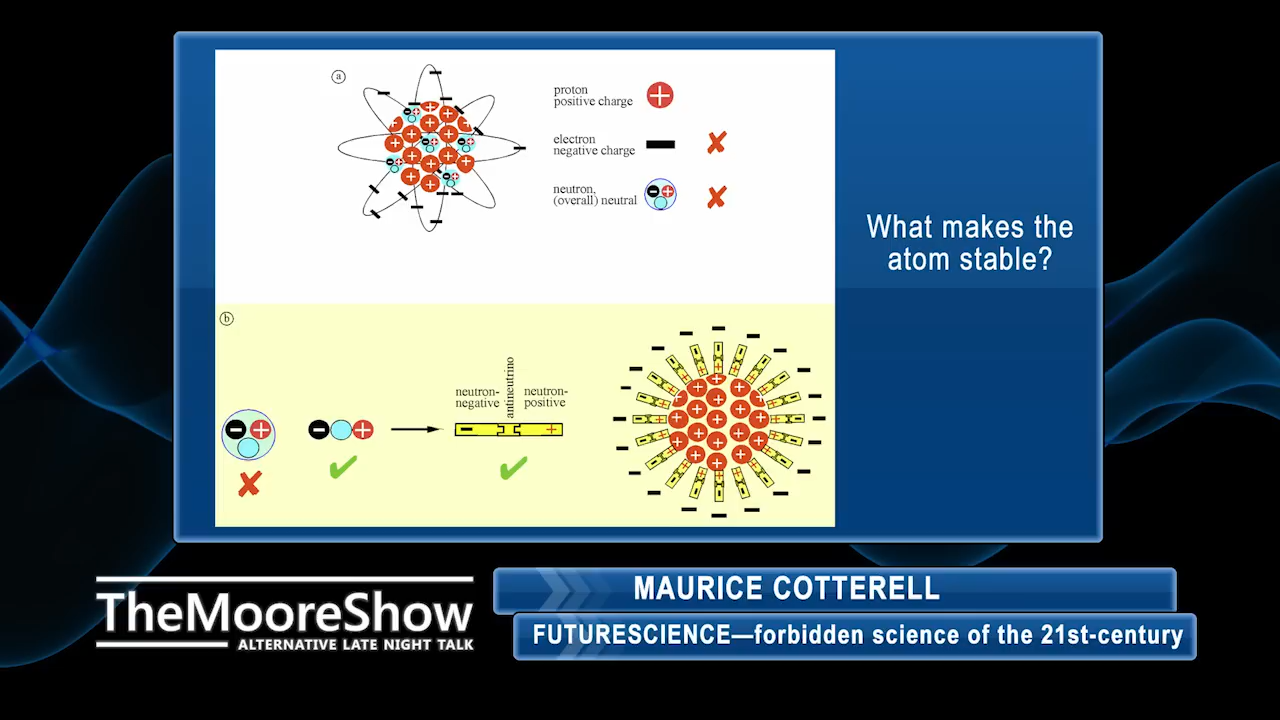 a
proton
positive charge
electron
negative charge
neutron,
(overall) neutral
What makes the
atom stable?
b
neutron-
negative
antineutrino
neutron-
positive
TheMooreShow
ALTERNATIVE LATE NIGHT TALK
MAURICE COTTERELL
FUTURESCIENCE—forbidden science of the 21st-century